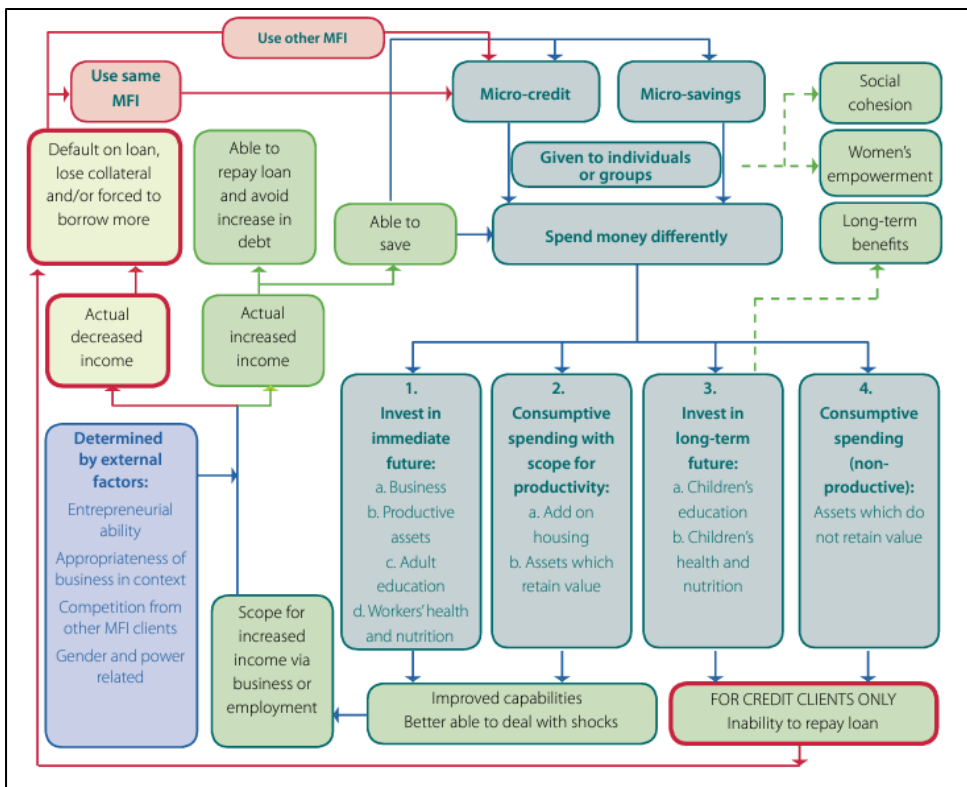 Use other MFI
Use same
MFI
Micro-credit
Micro-savings
Social
cohesion
Default on loan,
lose collateral
and/or forced to
borrow more
Able to
repay loan
and avoid
increase in
debt
Given to individuals
or groups
Women's
empowerment
Able to
save
Spend money differently
Long-term
benefits
Actual
decreased
income
Actual
increased
income
Determined
by external
factors:
Entrepreneurial
ability
Appropriateness of
business in context
Competition from
other MFI clients
Gender and power
related
Scope for
increased
income via
business or
employment
1.
Invest in
immediate
future:
a. Business
b. Productive
assets
c. Adult
education
d. Workers' health
and nutrition
2.
Consumptive
spending with
scope for
productivity:
a. Add on
housing
b. Assets which
retain value
3.
Invest in
long-term
future:
a. Children's
education
b. Children's
health and
nutrition
4.
Consumptive
spending
(non-
productive):
Assets which do
not retain value
Improved capabilities
Better able to deal with shocks
FOR CREDIT CLIENTS ONLY
Inability to repay loan